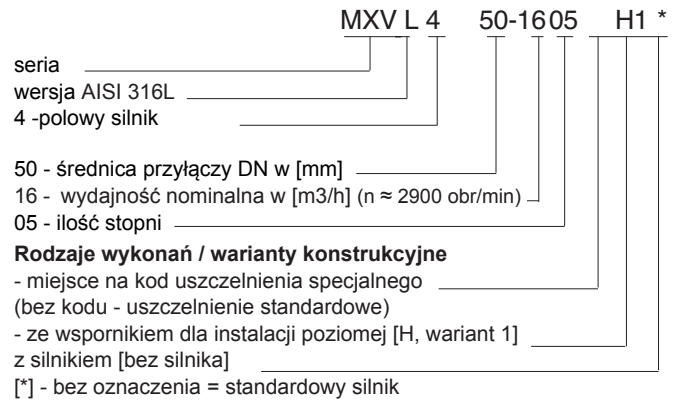 MXV L 4 50-16 05 H1 *
seria
wersja AISI 316L
4 -polowy silnik
50 - średnica przyłączy DN w [mm]
16 - wydajność nominalna w [m3/h] (n ≈ 2900 obr/min)
05 - ilość stopni
Rodzaje wykonań / warianty konstrukcyjne
- miejsce na kod uszczelnienia specjalnego
(bez kodu - uszczelnienie standardowe)
- ze wspornikiem dla instalacji poziomej [H, wariant 1]
z silnikiem [bez silnika]
[*] - bez oznaczenia = standardowy silnik